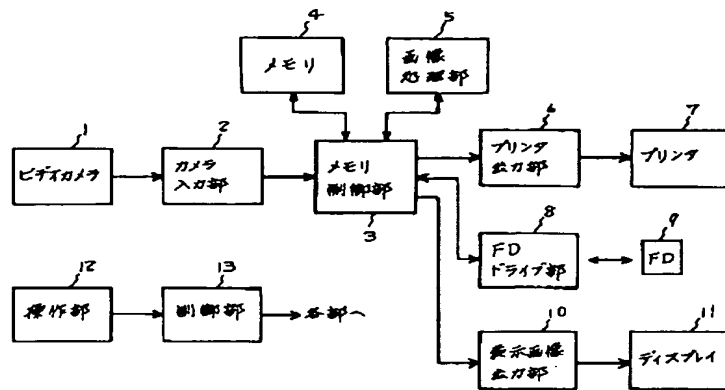 4
メモリ
5
画像
処理部
1
ビデオカメラ
2
カメラ
入力部
メモリ
制御部
3
6
プリンタ
出力部
7
プリンタ
8
FD
ドライブ部
9
FD
12
操作部
13
制御部
各部へ
10
表示画像
出力部
11
ディスプレイ